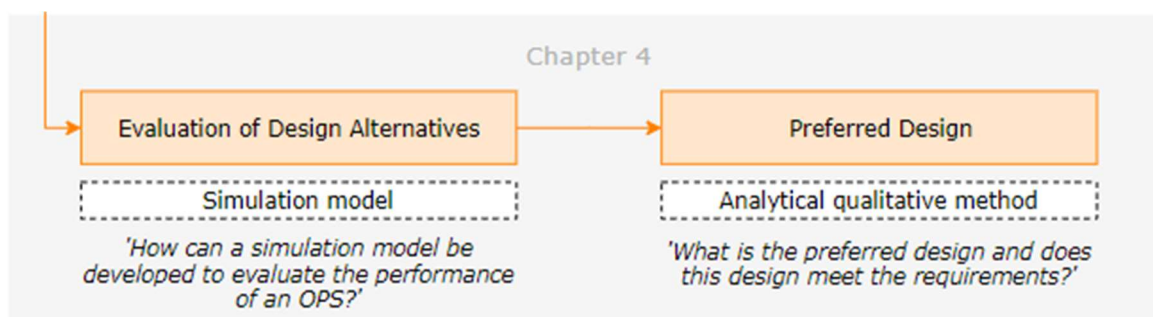 Chapter 4
Evaluation of Design Alternatives
Preferred Design
Simulation model
Analytical qualitative method
'How can a simulation model be
developed to evaluate the performance
of an OPS?'
'What is the preferred design and does
this design meet the requirements?'